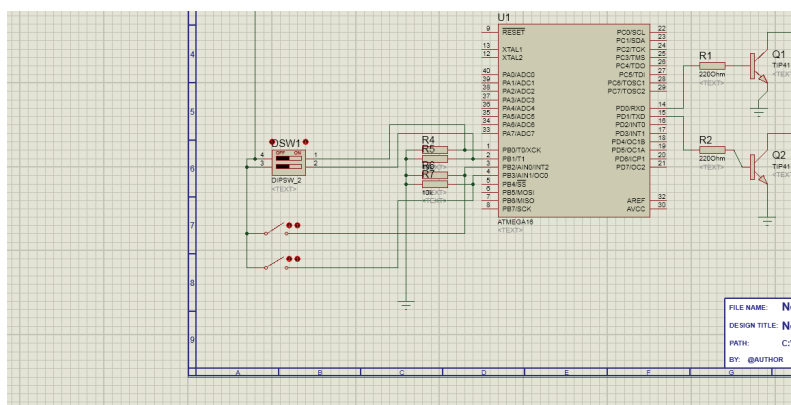 U1
9 RESET
13 XTAL1
12 XTAL2
40 PA0/ADC0
39 PA1/ADC1
38 PA2/ADC2
37 PA3/ADC3
36 PA4/ADC4
35 PA5/ADC5
34 PA6/ADC6
33 PA7/ADC7
1 PB0/T0/XCK
2 PB1/T1
3 PB2/AIN0/INT2
4 PB3/AIN1/OC0
5 PB4/SS
6 PB5/MOSI
7 PB6/MISO
8 PB7/SCK
PC0/SCL 22
PC1/SDA 23
PC2/TCK 24
PC3/TMS 25
PC4/TDO 26
PC5/TDI 27
PC6/TOSC1 28
PC7/TOSC2 29
PD0/RXD 14
PD1/TXD 15
PD2/INT0 16
PD3/INT1 17
PD4/OC1B 18
PD5/OC1A 19
PD6/ICP1 20
PD7/OC2 21
AREF 32
AVCC 30
ATMEGA16
<TEXT>
R1
220Ohm
<TEXT>
Q1
TIP41
<TEXT>
R2
220Ohm
<TEXT>
Q2
TIP41
<TEXT>
DSW1
OFF ON
4 1
3 2
DIPSW_2
<TEXT>
R4
R5
R6
R7
10k
<TEXT>
4
5
6
7
8
9
A B C D E F G
FILE NAME: N
DESIGN TITLE: N
PATH: C:\
BY: @AUTHOR